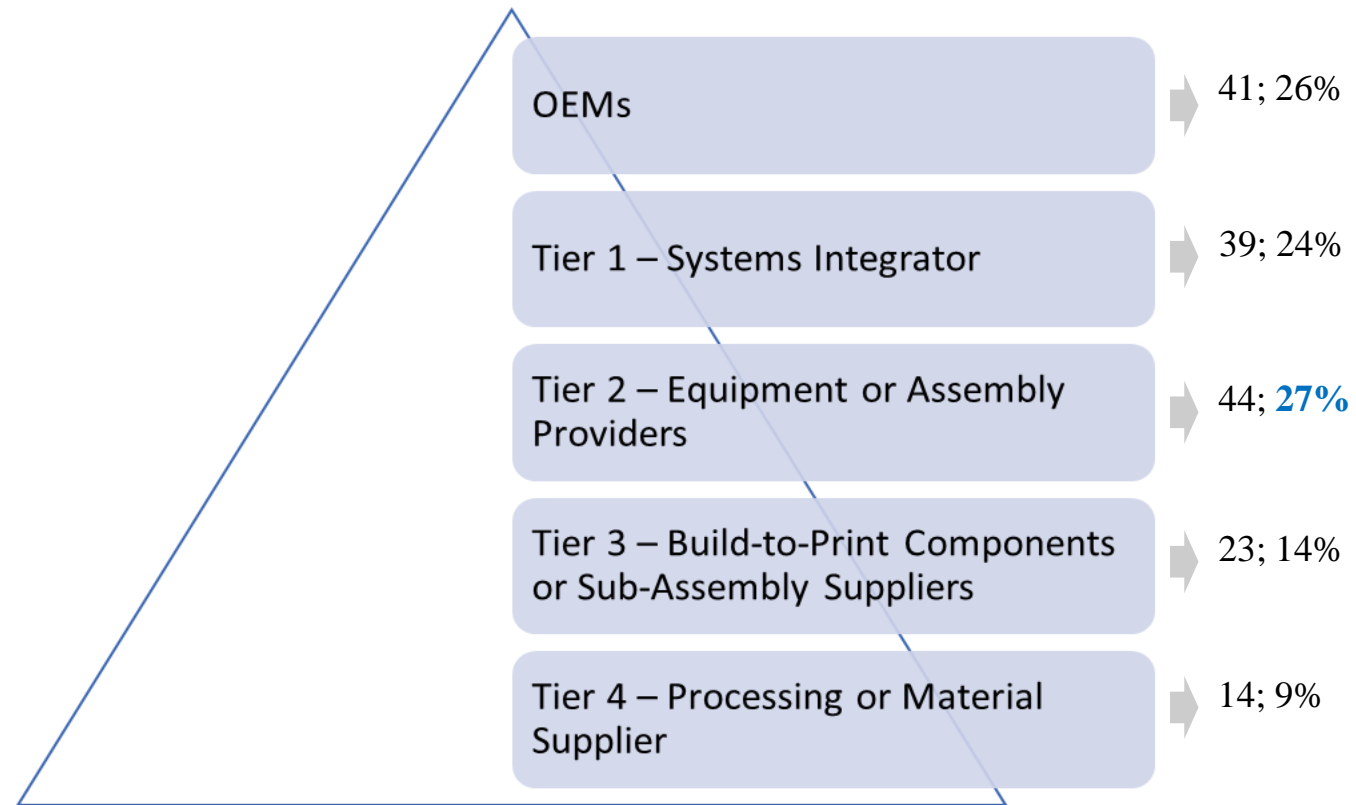 OEMs
41; 26%
Tier 1 – Systems Integrator
39; 24%
Tier 2 – Equipment or Assembly
Providers
44; 27%
Tier 3 – Build-to-Print Components
or Sub-Assembly Suppliers
23; 14%
Tier 4 – Processing or Material
Supplier
14; 9%